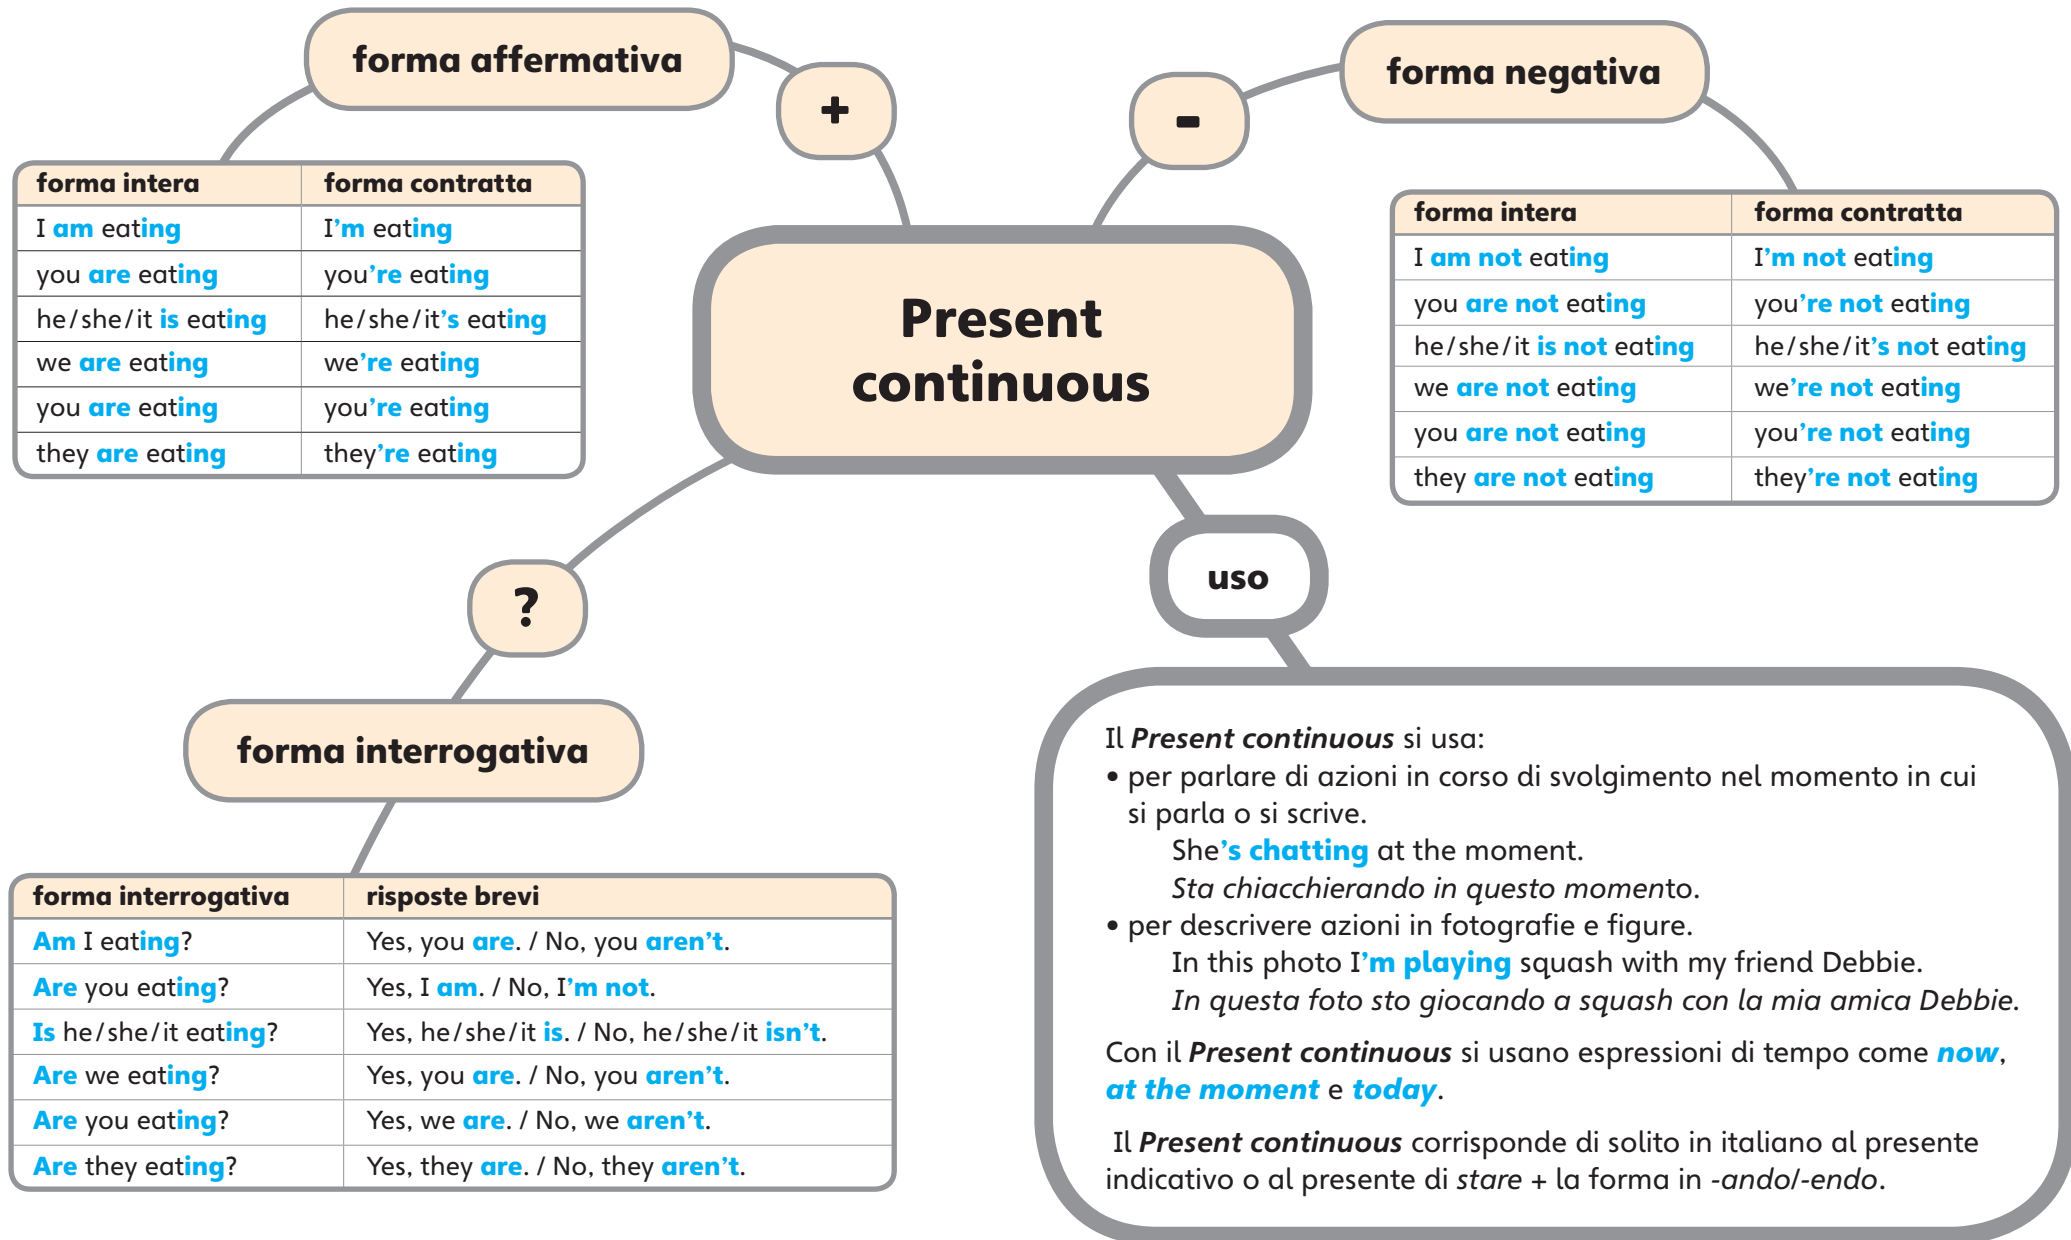 forma affermativa
+
forma intera forma contratta
I am eating I'm eating
you are eating you're eating
he/she/it is eating he/she/it's eating
we are eating we're eating
you are eating you're eating
they are eating they're eating
-
forma negativa
forma intera forma contratta
I am not eating I'm not eating
you are not eating you're not eating
he/she/it is not eating he/she/it's not eating
we are not eating we're not eating
you are not eating you're not eating
they are not eating they're not eating
Present
continuous
?
forma interrogativa
forma interrogativa risposte brevi
Am I eating? Yes, you are. / No, you aren't.
Are you eating? Yes, I am. / No, I'm not.
Is he/she/it eating? Yes, he/she/it is. / No, he/she/it isn't.
Are we eating? Yes, you are. / No, you aren't.
Are you eating? Yes, we are. / No, we aren't.
Are they eating? Yes, they are. / No, they aren't.
uso
Il Present continuous si usa:
• per parlare di azioni in corso di svolgimento nel momento in cui
si parla o si scrive.
She's chatting at the moment.
Sta chiacchierando in questo momento.
• per descrivere azioni in fotografie e figure.
In this photo I'm playing squash with my friend Debbie.
In questa foto sto giocando a squash con la mia amica Debbie.
Con il Present continuous si usano espressioni di tempo come now,
at the moment e today.
Il Present continuous corrisponde di solito in italiano al presente
indicativo o al presente di stare + la forma in -ando/-endo.